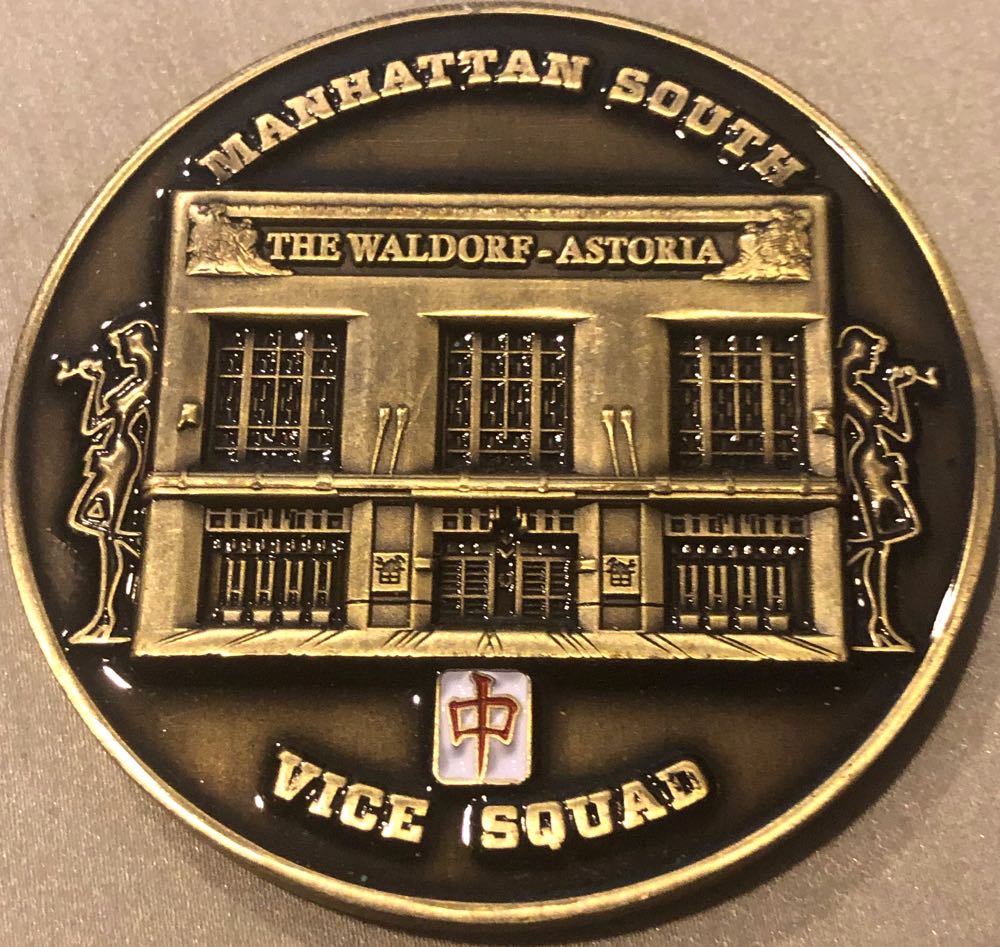 MANHATTAN SOUTH
THE WALDORF-ASTORIA
中
VICE SQUAD